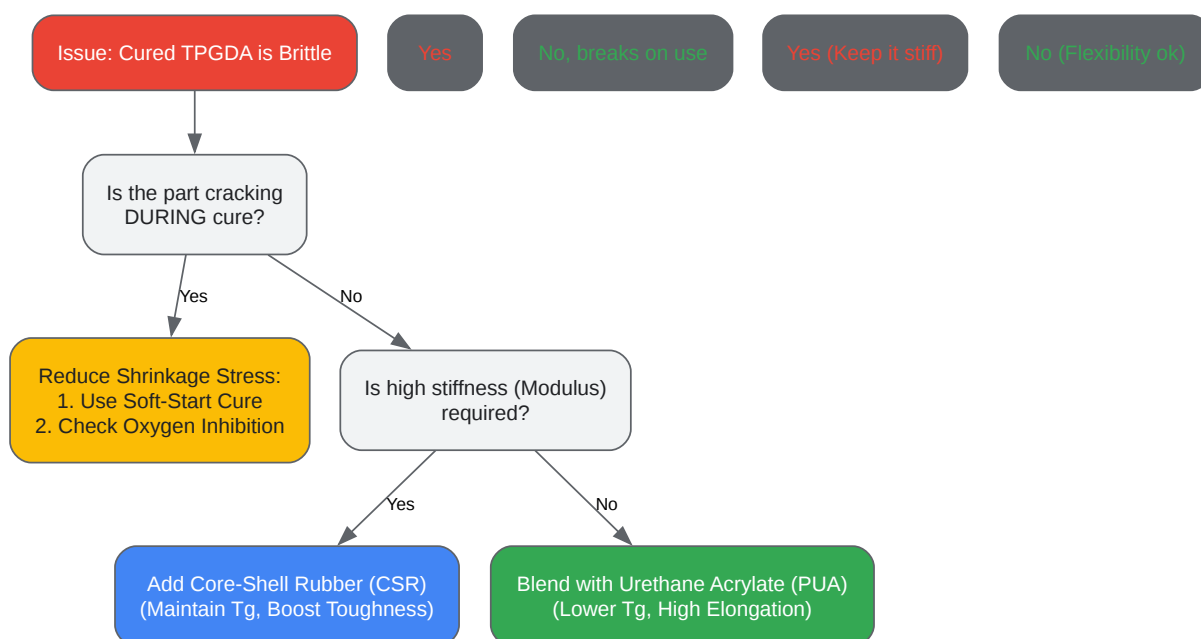 Issue: Cured TPGDA is Brittle
Yes
No, breaks on use
Yes (Keep it stiff)
No (Flexibility ok)
Is the part cracking
DURING cure?
Yes
No
Reduce Shrinkage Stress:
1. Use Soft-Start Cure
2. Check Oxygen Inhibition
Is high stiffness (Modulus)
required?
Yes
No
Add Core-Shell Rubber (CSR)
(Maintain Tg, Boost Toughness)
Blend with Urethane Acrylate (PUA)
(Lower Tg, High Elongation)